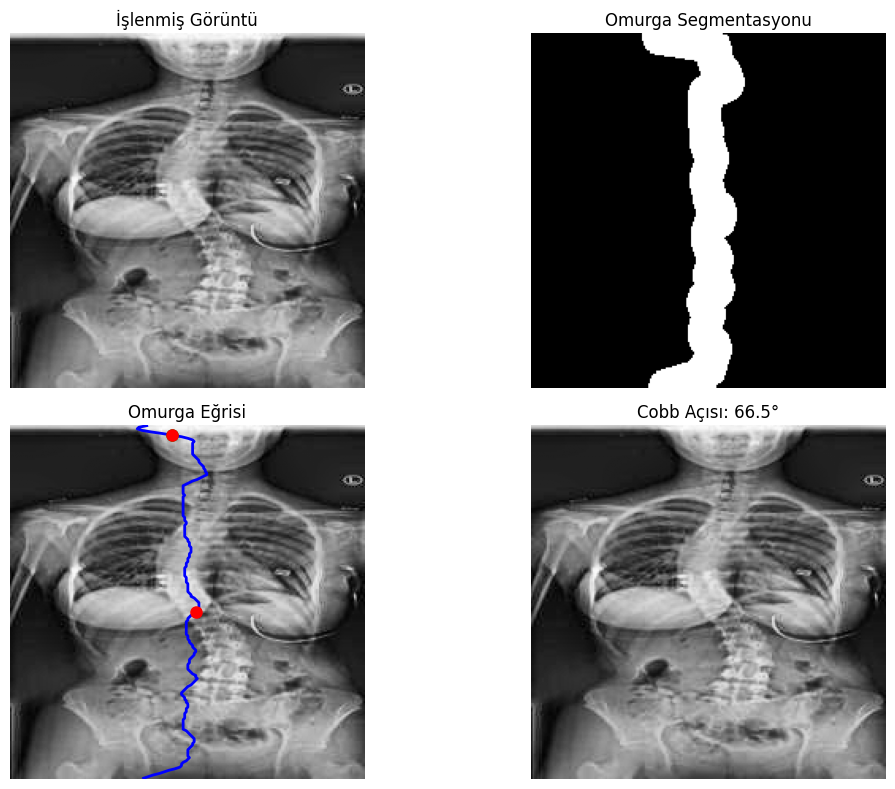 İşlenmiş Görüntü
Omurga Segmentasyonu
L
Omurga Eğrisi
Cobb Açısı: 66.5°
L
L